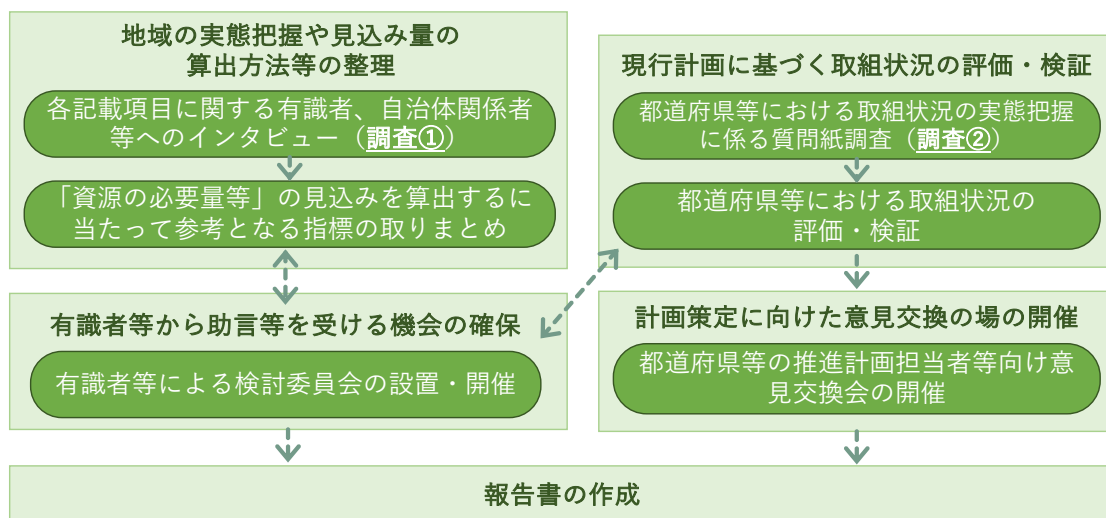 地域の実態把握や見込み量の
算出方法等の整理
各記載項目に関する有識者、自治体関係者
等へのインタビュー（調査①）
「資源の必要量等」の見込みを算出するに
当たって参考となる指標の取りまとめ
現行計画に基づく取組状況の評価・検証
都道府県等における取組状況の実態把握
に係る質問紙調査（調査②）
都道府県等における取組状況の
評価・検証
有識者等から助言等を受ける機会の確保
有識者等による検討委員会の設置・開催
計画策定に向けた意見交換の場の開催
都道府県等の推進計画担当者等向け意
見交換会の開催
報告書の作成